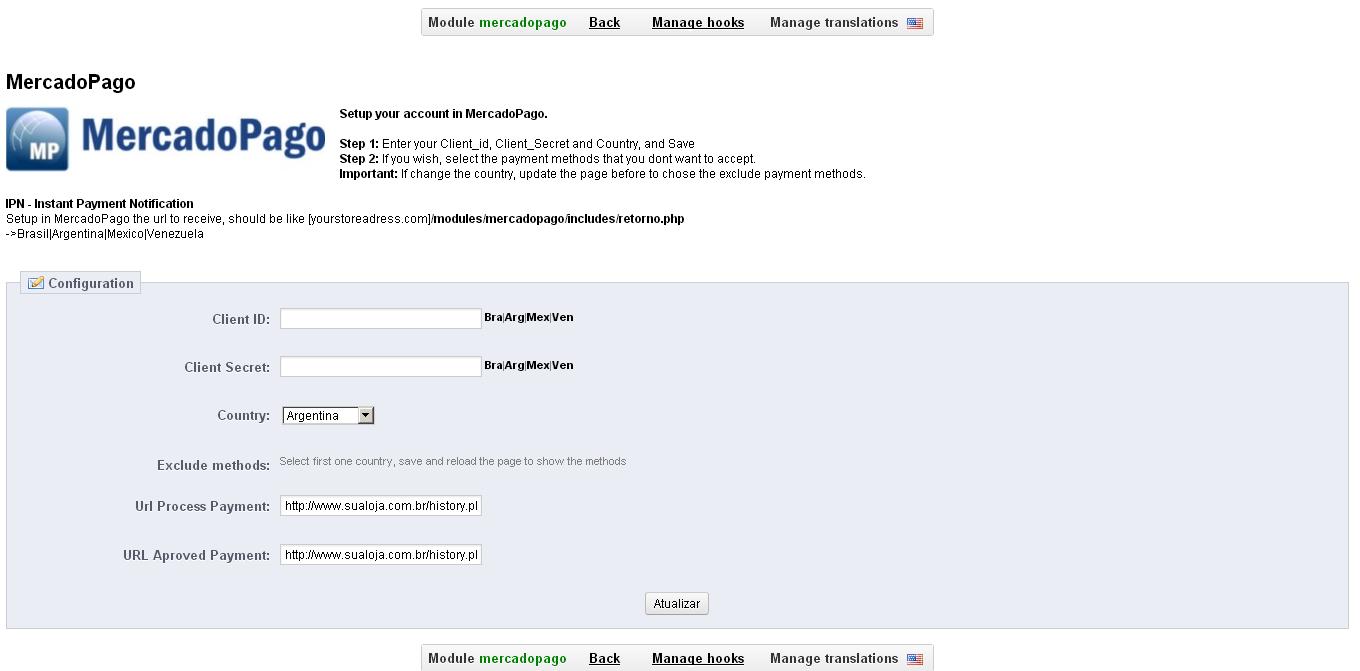 Module mercadopago Back Manage hooks Manage translations
MercadoPago
MP MercadoPago
Setup your account in MercadoPago.
Step 1: Enter your Client_id, Client_Secret and Country, and Save
Step 2: If you wish, select the payment methods that you dont want to accept.
Important: If change the country, update the page before to chose the exclude payment methods.
IPN - Instant Payment Notification
Setup in MercadoPago the url to receive, should be like [yourstoreadress.com]/modules/mercadopago/includes/retorno.php
->Brasil|Argentina|Mexico|Venezuela
Configuration
Client ID: Bra|Arg|Mex|Ven
Client Secret: Bra|Arg|Mex|Ven
Country: Argentina
Exclude methods: Select first one country, save and reload the page to show the methods
Url Process Payment: http://www.sualoja.com.br/history.pl
URL Aproved Payment: http://www.sualoja.com.br/history.pl
Atualizar
Module mercadopago Back Manage hooks Manage translations